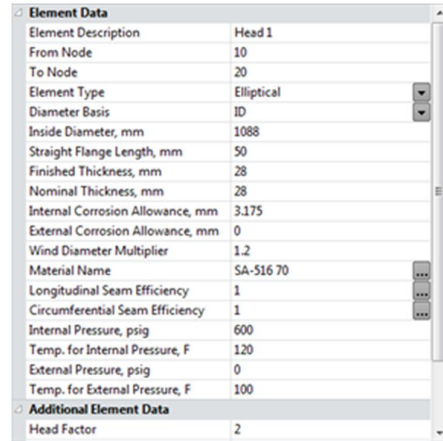 Element Data
Element Description Head 1
From Node 10
To Node 20
Element Type Elliptical
Diameter Basis ID
Inside Diameter, mm 1088
Straight Flange Length, mm 50
Finished Thickness, mm 28
Nominal Thickness, mm 28
Internal Corrosion Allowance, mm 3.175
External Corrosion Allowance, mm 0
Wind Diameter Multiplier 1.2
Material Name SA-516 70
Longitudinal Seam Efficiency 1
Circumferential Seam Efficiency 1
Internal Pressure, psig 600
Temp. for Internal Pressure, F 120
External Pressure, psig 0
Temp. for External Pressure, F 100
Additional Element Data
Head Factor 2